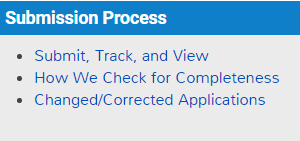 Submission Process
Submit, Track, and View
How We Check for Completeness
Changed/Corrected Applications